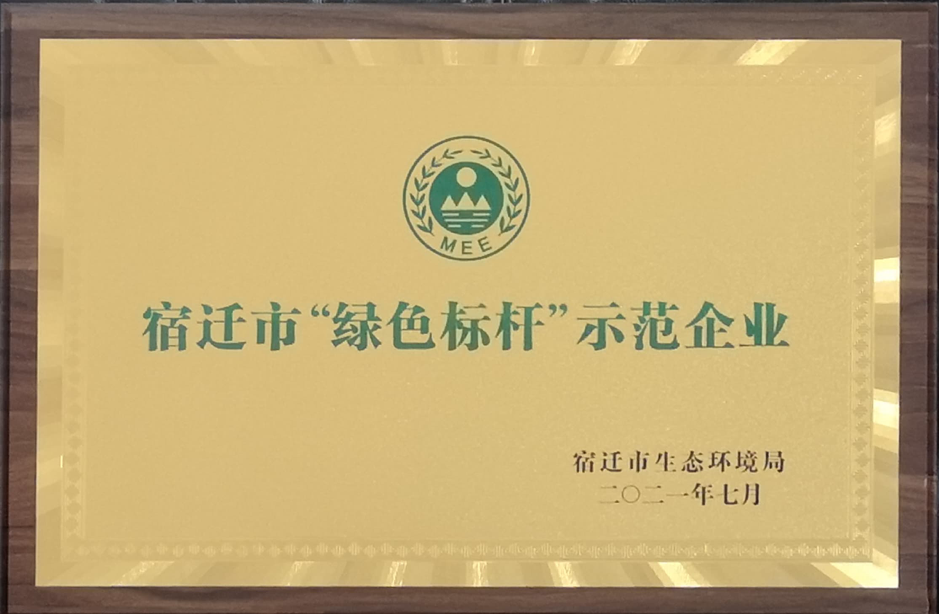 MEE
宿迁市“绿色标杆”示范企业
宿迁市生态环境局
二〇二一年七月